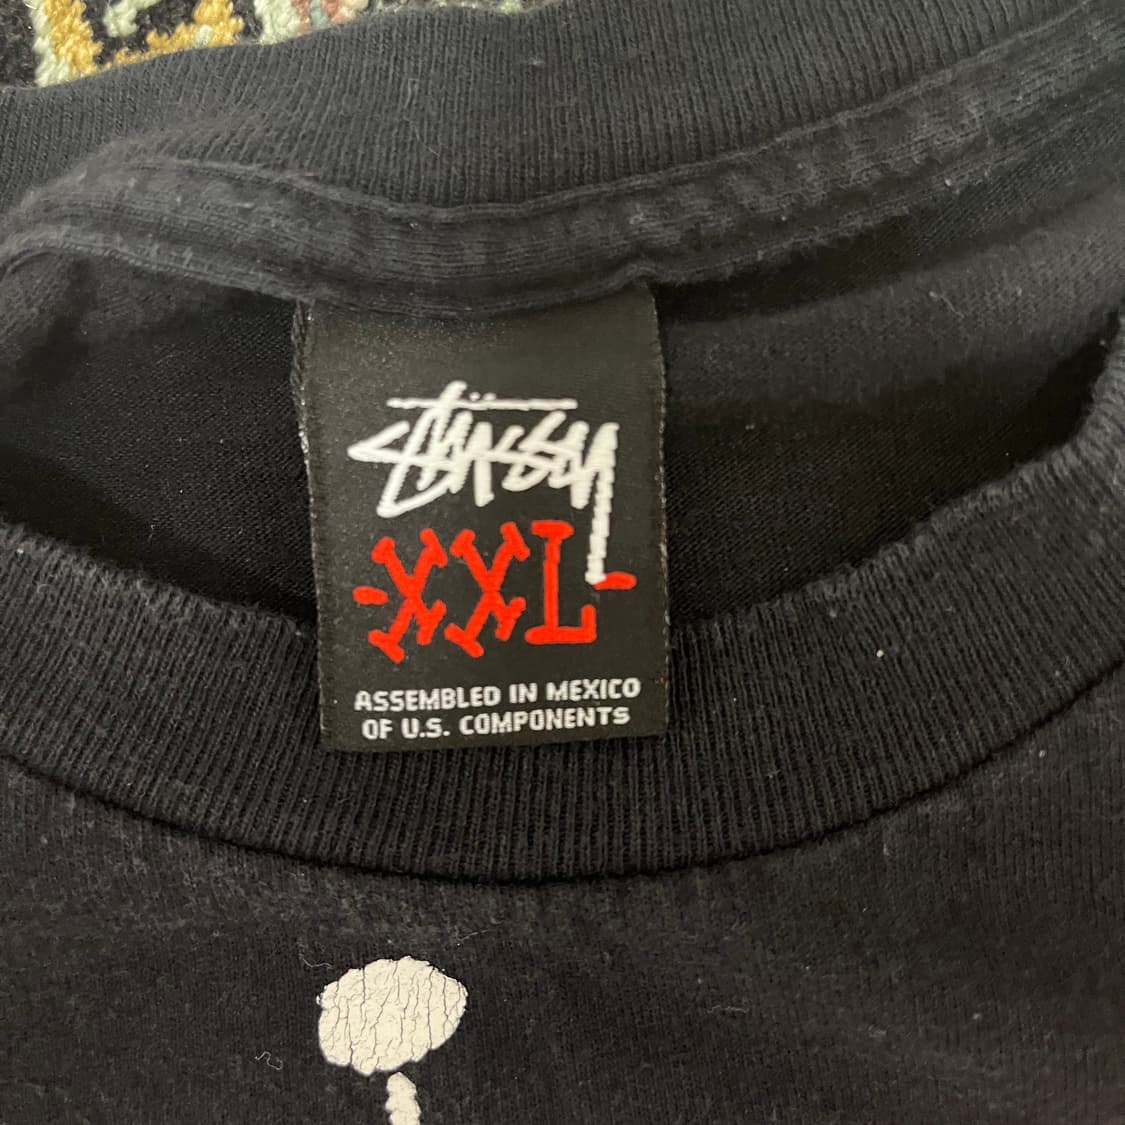 Stüssy
-XXL-
ASSEMBLED IN MEXICO
OF U.S. COMPONENTS